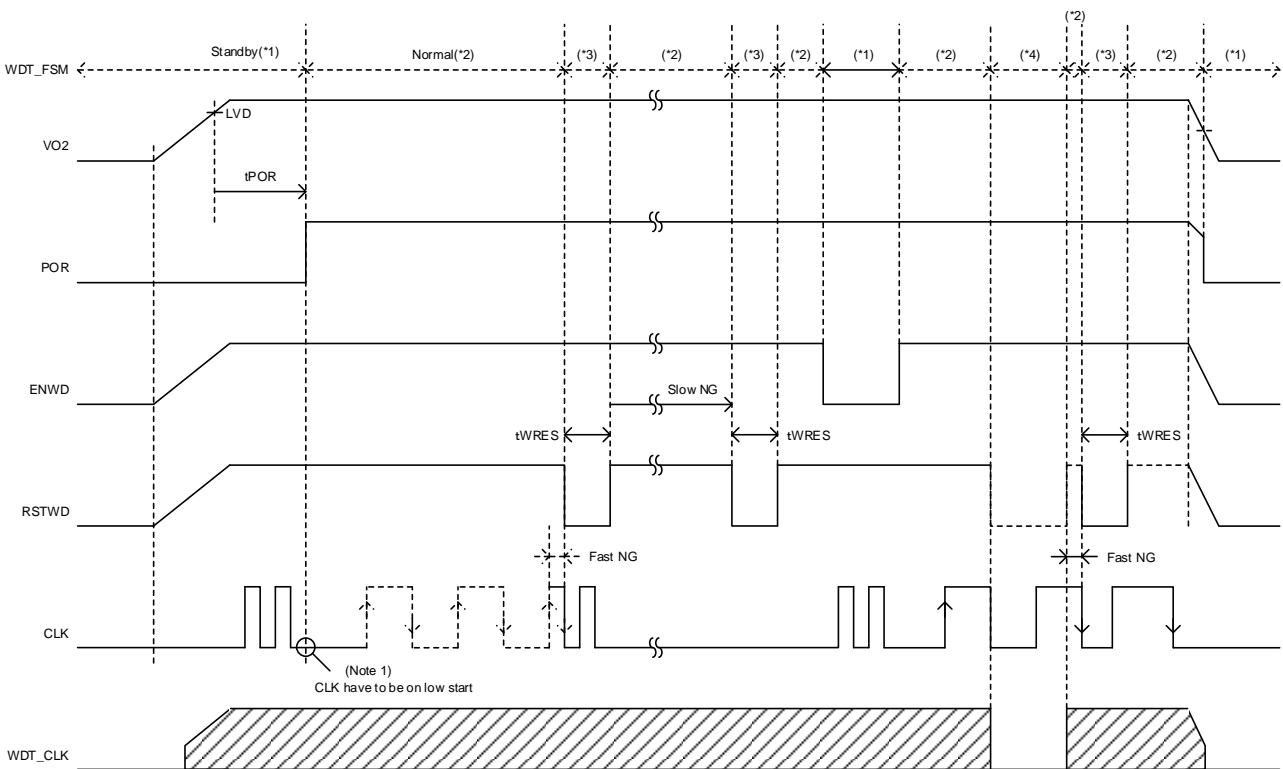 (*2)
Standby(*1) Normal(*2) (*3) (*2) (*3) (*2) (*1) (*2) (*4) (*3) (*2) (*1)
WDT_FSM
LVD
VO2
tPOR
POR
ENWD
Slow NG
tWRES tWRES tWRES
RSTWD
Fast NG Fast NG
CLK
(Note 1)
CLK have to be on low start
WDT_CLK